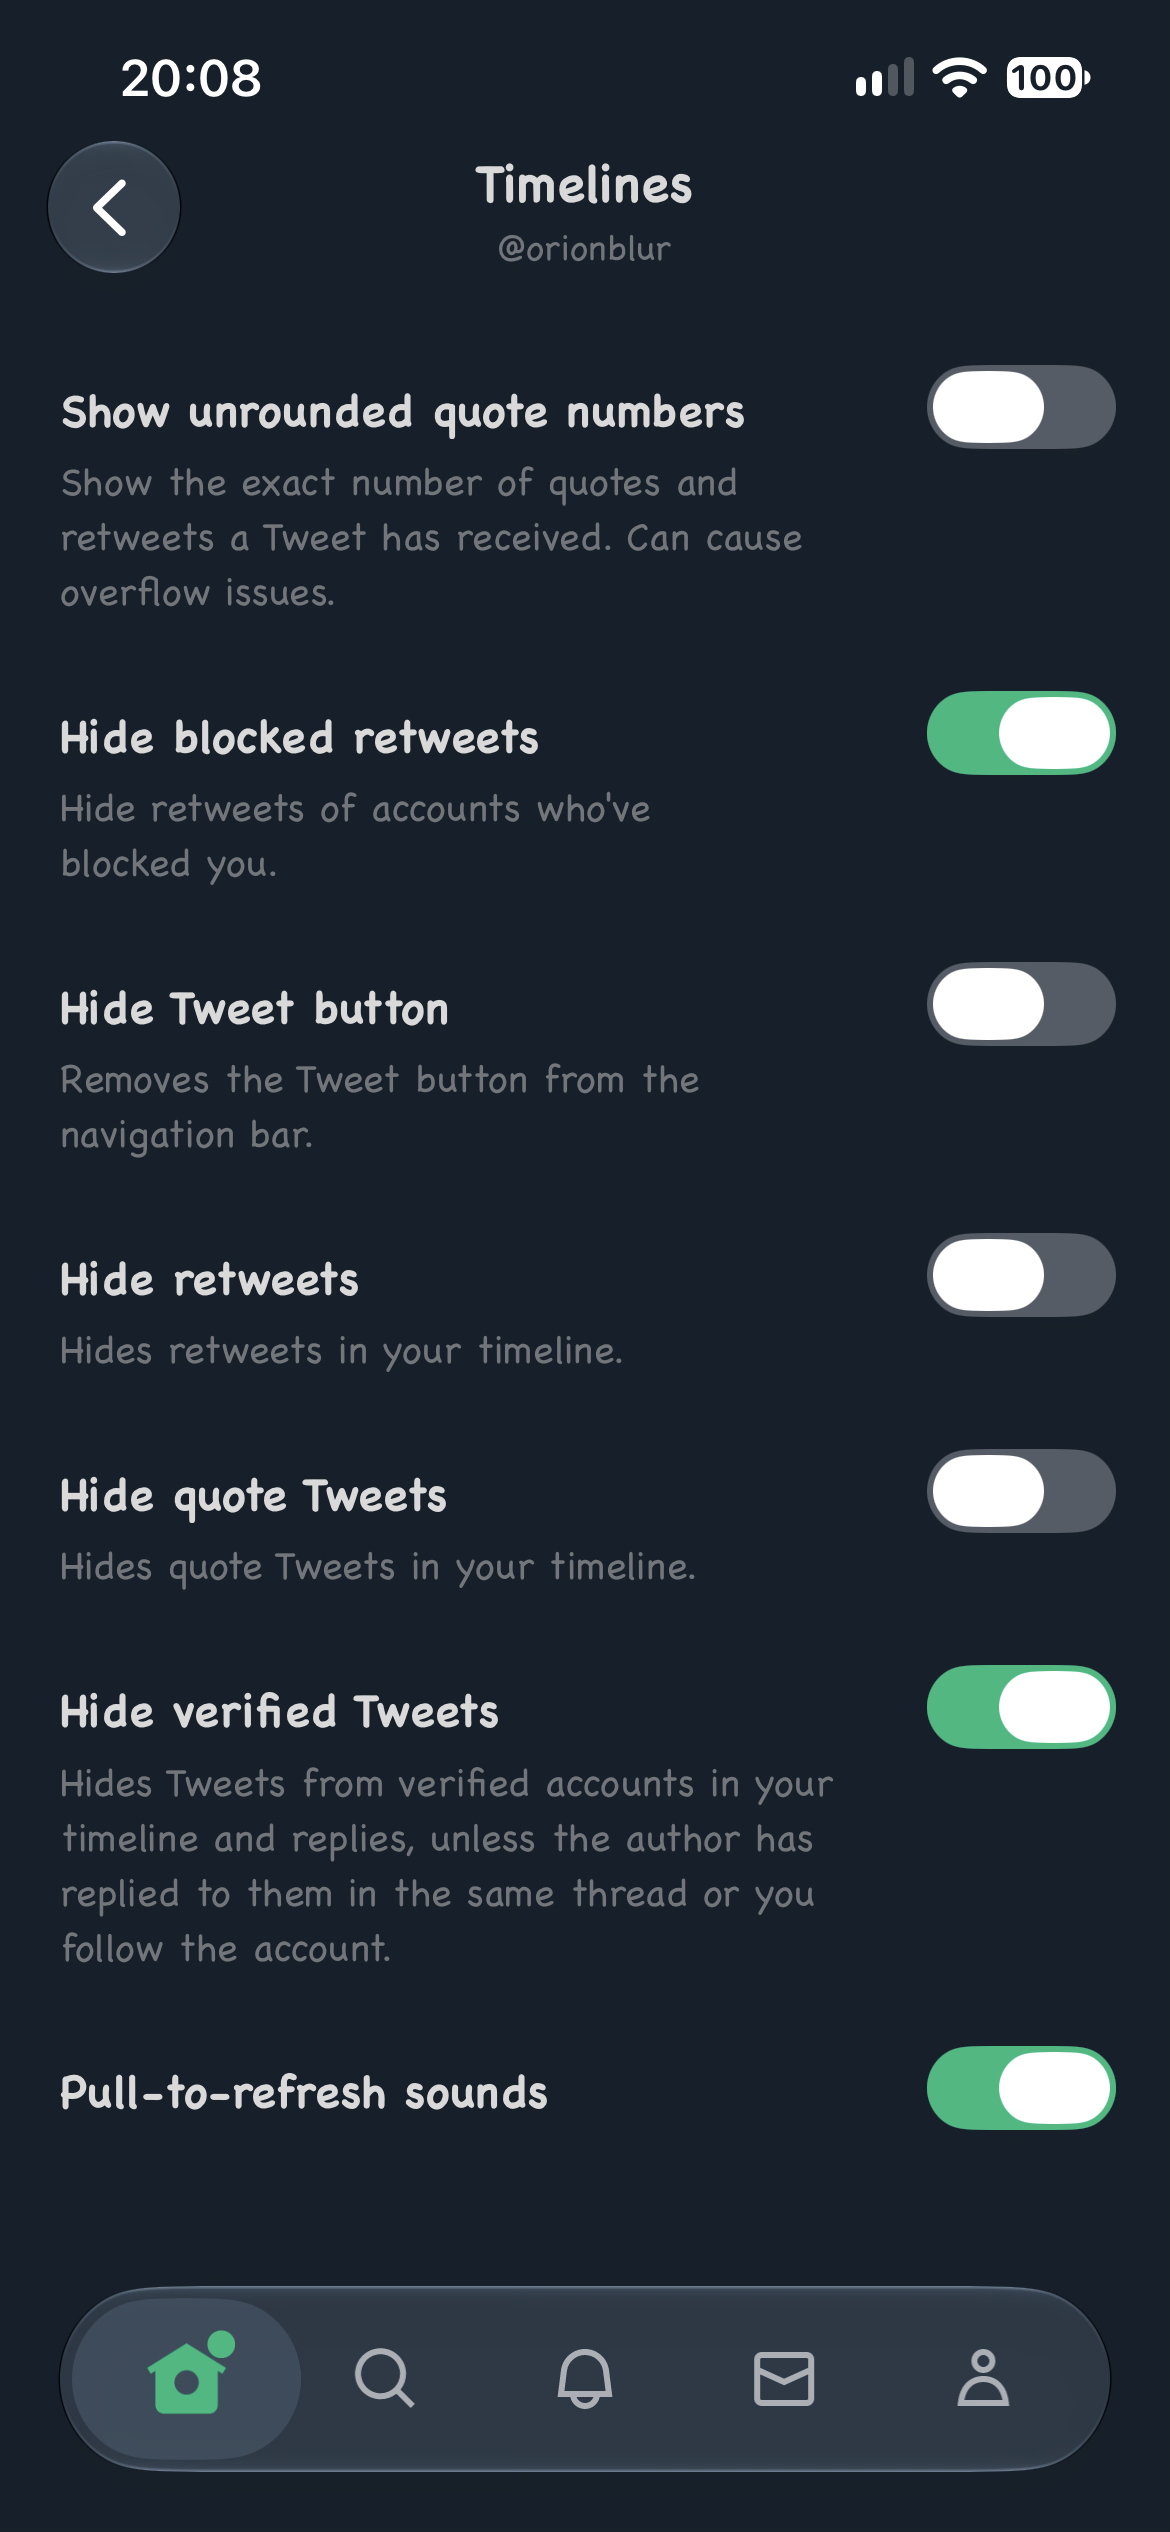 20:08
100
Timelines
@orionblur
Show unrounded quote numbers
Show the exact number of quotes and
retweets a Tweet has received. Can cause
overflow issues.
Hide blocked retweets
Hide retweets of accounts who've
blocked you.
Hide Tweet button
Removes the Tweet button from the
navigation bar.
Hide retweets
Hides retweets in your timeline.
Hide quote Tweets
Hides quote Tweets in your timeline.
Hide verified Tweets
Hides Tweets from verified accounts in your
timeline and replies, unless the author has
replied to them in the same thread or you
follow the account.
Pull-to-refresh sounds